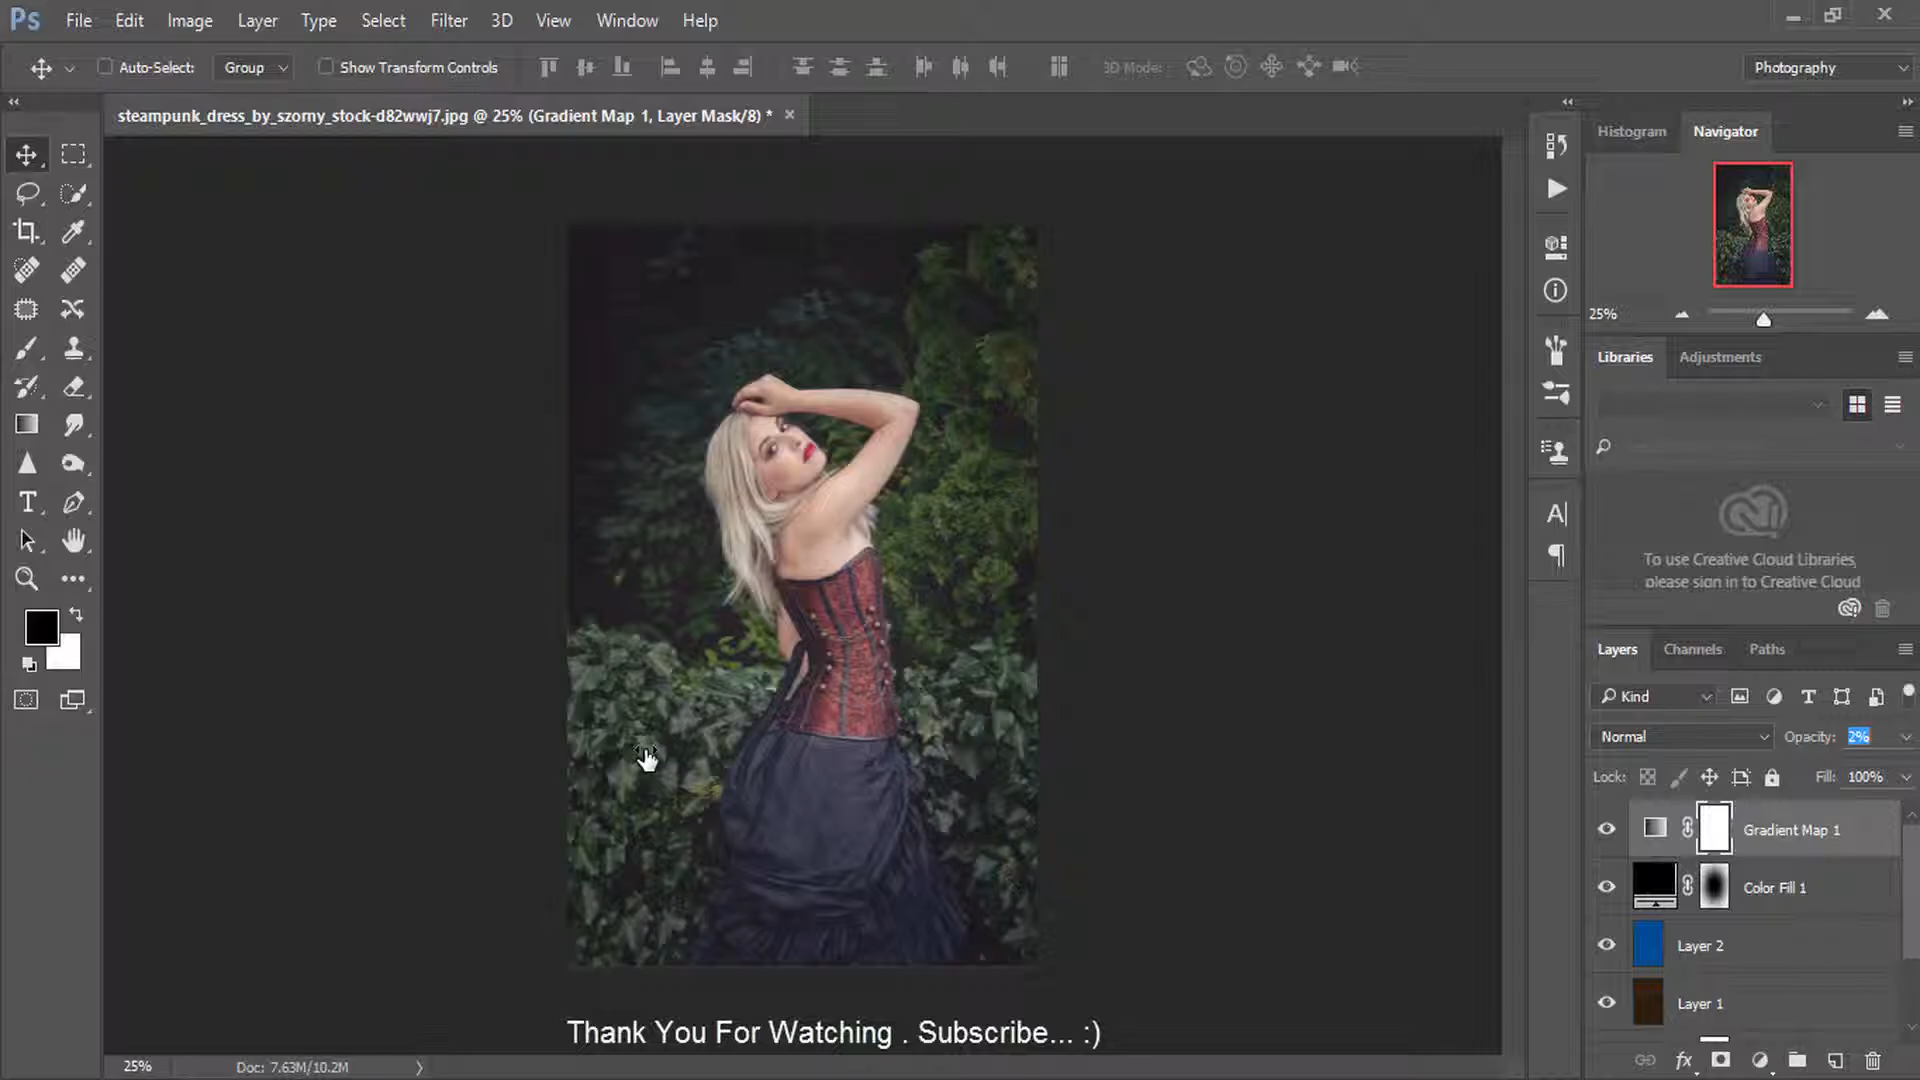 Ps File Edit Image Layer Type Select Filter 3D View Window Help
Auto-Select: Group Show Transform Controls 3D Mode: Photography
steampunk_dress_by_szorny_stock-d82wwj7.jpg @ 25% (Gradient Map 1, Layer Mask/8) *
Histogram Navigator
25%
Libraries Adjustments
To use Creative Cloud Libraries,
please sign in to Creative Cloud
Layers Channels Paths
Kind
Normal Opacity: 2%
Lock: Fill: 100%
Gradient Map 1
Color Fill 1
Layer 2
Layer 1
Thank You For Watching . Subscribe... :)
25% Doc: 7.63M/10.2M